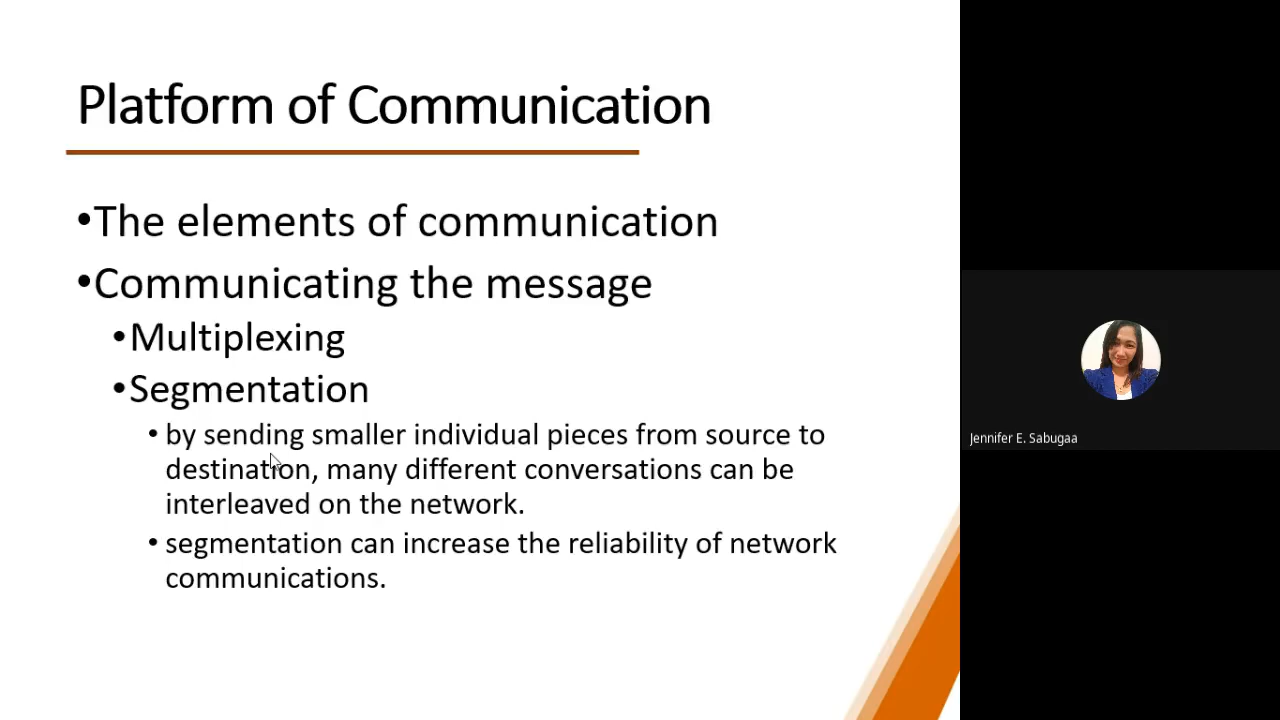 Platform of Communication
•The elements of communication
•Communicating the message
•Multiplexing
•Segmentation
• by sending smaller individual pieces from source to
destination, many different conversations can be
interleaved on the network.
• segmentation can increase the reliability of network
communications.
Jennifer E. Sabugaa